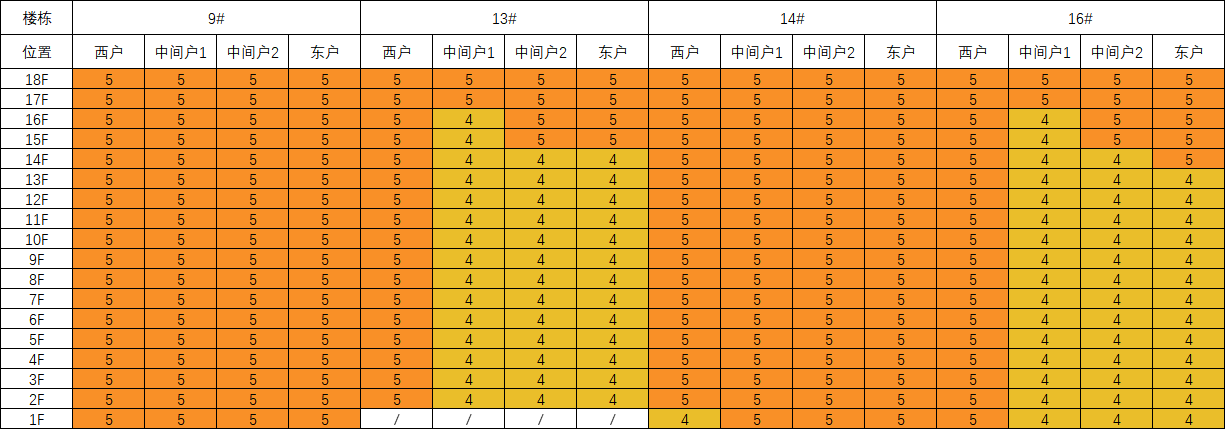 楼栋 9# 13# 14# 16#
位置 西户 中间户1 中间户2 东户 西户 中间户1 中间户2 东户 西户 中间户1 中间户2 东户 西户 中间户1 中间户2 东户
18F 5 5 5 5 5 5 5 5 5 5 5 5 5 5 5 5
17F 5 5 5 5 5 5 5 5 5 5 5 5 5 5 5 5
16F 5 5 5 5 5 4 5 5 5 5 5 5 5 4 5 5
15F 5 5 5 5 5 4 5 5 5 5 5 5 5 4 5 5
14F 5 5 5 5 5 4 4 4 5 5 5 5 5 4 4 5
13F 5 5 5 5 5 4 4 4 5 5 5 5 5 4 4 4
12F 5 5 5 5 5 4 4 4 5 5 5 5 5 4 4 4
11F 5 5 5 5 5 4 4 4 5 5 5 5 5 4 4 4
10F 5 5 5 5 5 4 4 4 5 5 5 5 5 4 4 4
9F 5 5 5 5 5 4 4 4 5 5 5 5 5 4 4 4
8F 5 5 5 5 5 4 4 4 5 5 5 5 5 4 4 4
7F 5 5 5 5 5 4 4 4 5 5 5 5 5 4 4 4
6F 5 5 5 5 5 4 4 4 5 5 5 5 5 4 4 4
5F 5 5 5 5 5 4 4 4 5 5 5 5 5 4 4 4
4F 5 5 5 5 5 4 4 4 5 5 5 5 5 4 4 4
3F 5 5 5 5 5 4 4 4 5 5 5 5 5 4 4 4
2F 5 5 5 5 5 4 4 4 5 5 5 5 5 4 4 4
1F 5 5 5 5 / / / / 4 5 5 5 5 4 4 4